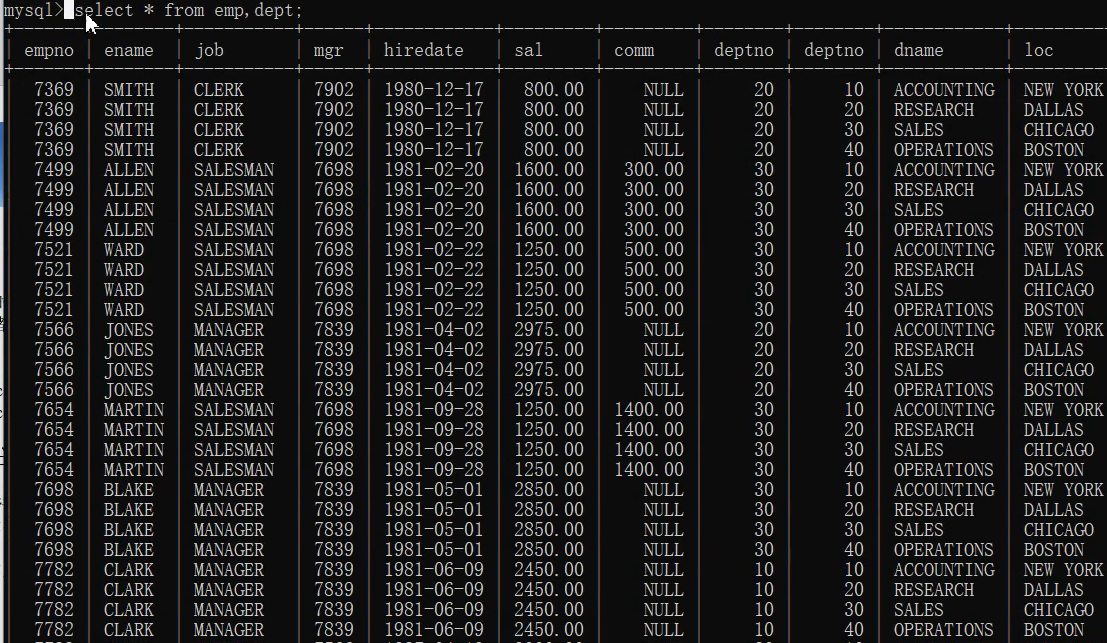 mysql> select * from emp,dept;
empno | ename | job | mgr | hiredate | sal | comm | deptno | deptno | dname | loc
7369 | SMITH | CLERK | 7902 | 1980-12-17 | 800.00 | NULL | 20 | 10 | ACCOUNTING | NEW YORK
7369 | SMITH | CLERK | 7902 | 1980-12-17 | 800.00 | NULL | 20 | 20 | RESEARCH | DALLAS
7369 | SMITH | CLERK | 7902 | 1980-12-17 | 800.00 | NULL | 20 | 30 | SALES | CHICAGO
7369 | SMITH | CLERK | 7902 | 1980-12-17 | 800.00 | NULL | 20 | 40 | OPERATIONS | BOSTON
7499 | ALLEN | SALESMAN | 7698 | 1981-02-20 | 1600.00 | 300.00 | 30 | 10 | ACCOUNTING | NEW YORK
7499 | ALLEN | SALESMAN | 7698 | 1981-02-20 | 1600.00 | 300.00 | 30 | 20 | RESEARCH | DALLAS
7499 | ALLEN | SALESMAN | 7698 | 1981-02-20 | 1600.00 | 300.00 | 30 | 30 | SALES | CHICAGO
7499 | ALLEN | SALESMAN | 7698 | 1981-02-20 | 1600.00 | 300.00 | 30 | 40 | OPERATIONS | BOSTON
7521 | WARD | SALESMAN | 7698 | 1981-02-22 | 1250.00 | 500.00 | 30 | 10 | ACCOUNTING | NEW YORK
7521 | WARD | SALESMAN | 7698 | 1981-02-22 | 1250.00 | 500.00 | 30 | 20 | RESEARCH | DALLAS
7521 | WARD | SALESMAN | 7698 | 1981-02-22 | 1250.00 | 500.00 | 30 | 30 | SALES | CHICAGO
7521 | WARD | SALESMAN | 7698 | 1981-02-22 | 1250.00 | 500.00 | 30 | 40 | OPERATIONS | BOSTON
7566 | JONES | MANAGER | 7839 | 1981-04-02 | 2975.00 | NULL | 20 | 10 | ACCOUNTING | NEW YORK
7566 | JONES | MANAGER | 7839 | 1981-04-02 | 2975.00 | NULL | 20 | 20 | RESEARCH | DALLAS
7566 | JONES | MANAGER | 7839 | 1981-04-02 | 2975.00 | NULL | 20 | 30 | SALES | CHICAGO
7566 | JONES | MANAGER | 7839 | 1981-04-02 | 2975.00 | NULL | 20 | 40 | OPERATIONS | BOSTON
7654 | MARTIN | SALESMAN | 7698 | 1981-09-28 | 1250.00 | 1400.00 | 30 | 10 | ACCOUNTING | NEW YORK
7654 | MARTIN | SALESMAN | 7698 | 1981-09-28 | 1250.00 | 1400.00 | 30 | 20 | RESEARCH | DALLAS
7654 | MARTIN | SALESMAN | 7698 | 1981-09-28 | 1250.00 | 1400.00 | 30 | 30 | SALES | CHICAGO
7654 | MARTIN | SALESMAN | 7698 | 1981-09-28 | 1250.00 | 1400.00 | 30 | 40 | OPERATIONS | BOSTON
7698 | BLAKE | MANAGER | 7839 | 1981-05-01 | 2850.00 | NULL | 30 | 10 | ACCOUNTING | NEW YORK
7698 | BLAKE | MANAGER | 7839 | 1981-05-01 | 2850.00 | NULL | 30 | 20 | RESEARCH | DALLAS
7698 | BLAKE | MANAGER | 7839 | 1981-05-01 | 2850.00 | NULL | 30 | 30 | SALES | CHICAGO
7698 | BLAKE | MANAGER | 7839 | 1981-05-01 | 2850.00 | NULL | 30 | 40 | OPERATIONS | BOSTON
7782 | CLARK | MANAGER | 7839 | 1981-06-09 | 2450.00 | NULL | 10 | 10 | ACCOUNTING | NEW YORK
7782 | CLARK | MANAGER | 7839 | 1981-06-09 | 2450.00 | NULL | 10 | 20 | RESEARCH | DALLAS
7782 | CLARK | MANAGER | 7839 | 1981-06-09 | 2450.00 | NULL | 10 | 30 | SALES | CHICAGO
7782 | CLARK | MANAGER | 7839 | 1981-06-09 | 2450.00 | NULL | 10 | 40 | OPERATIONS | BOSTON